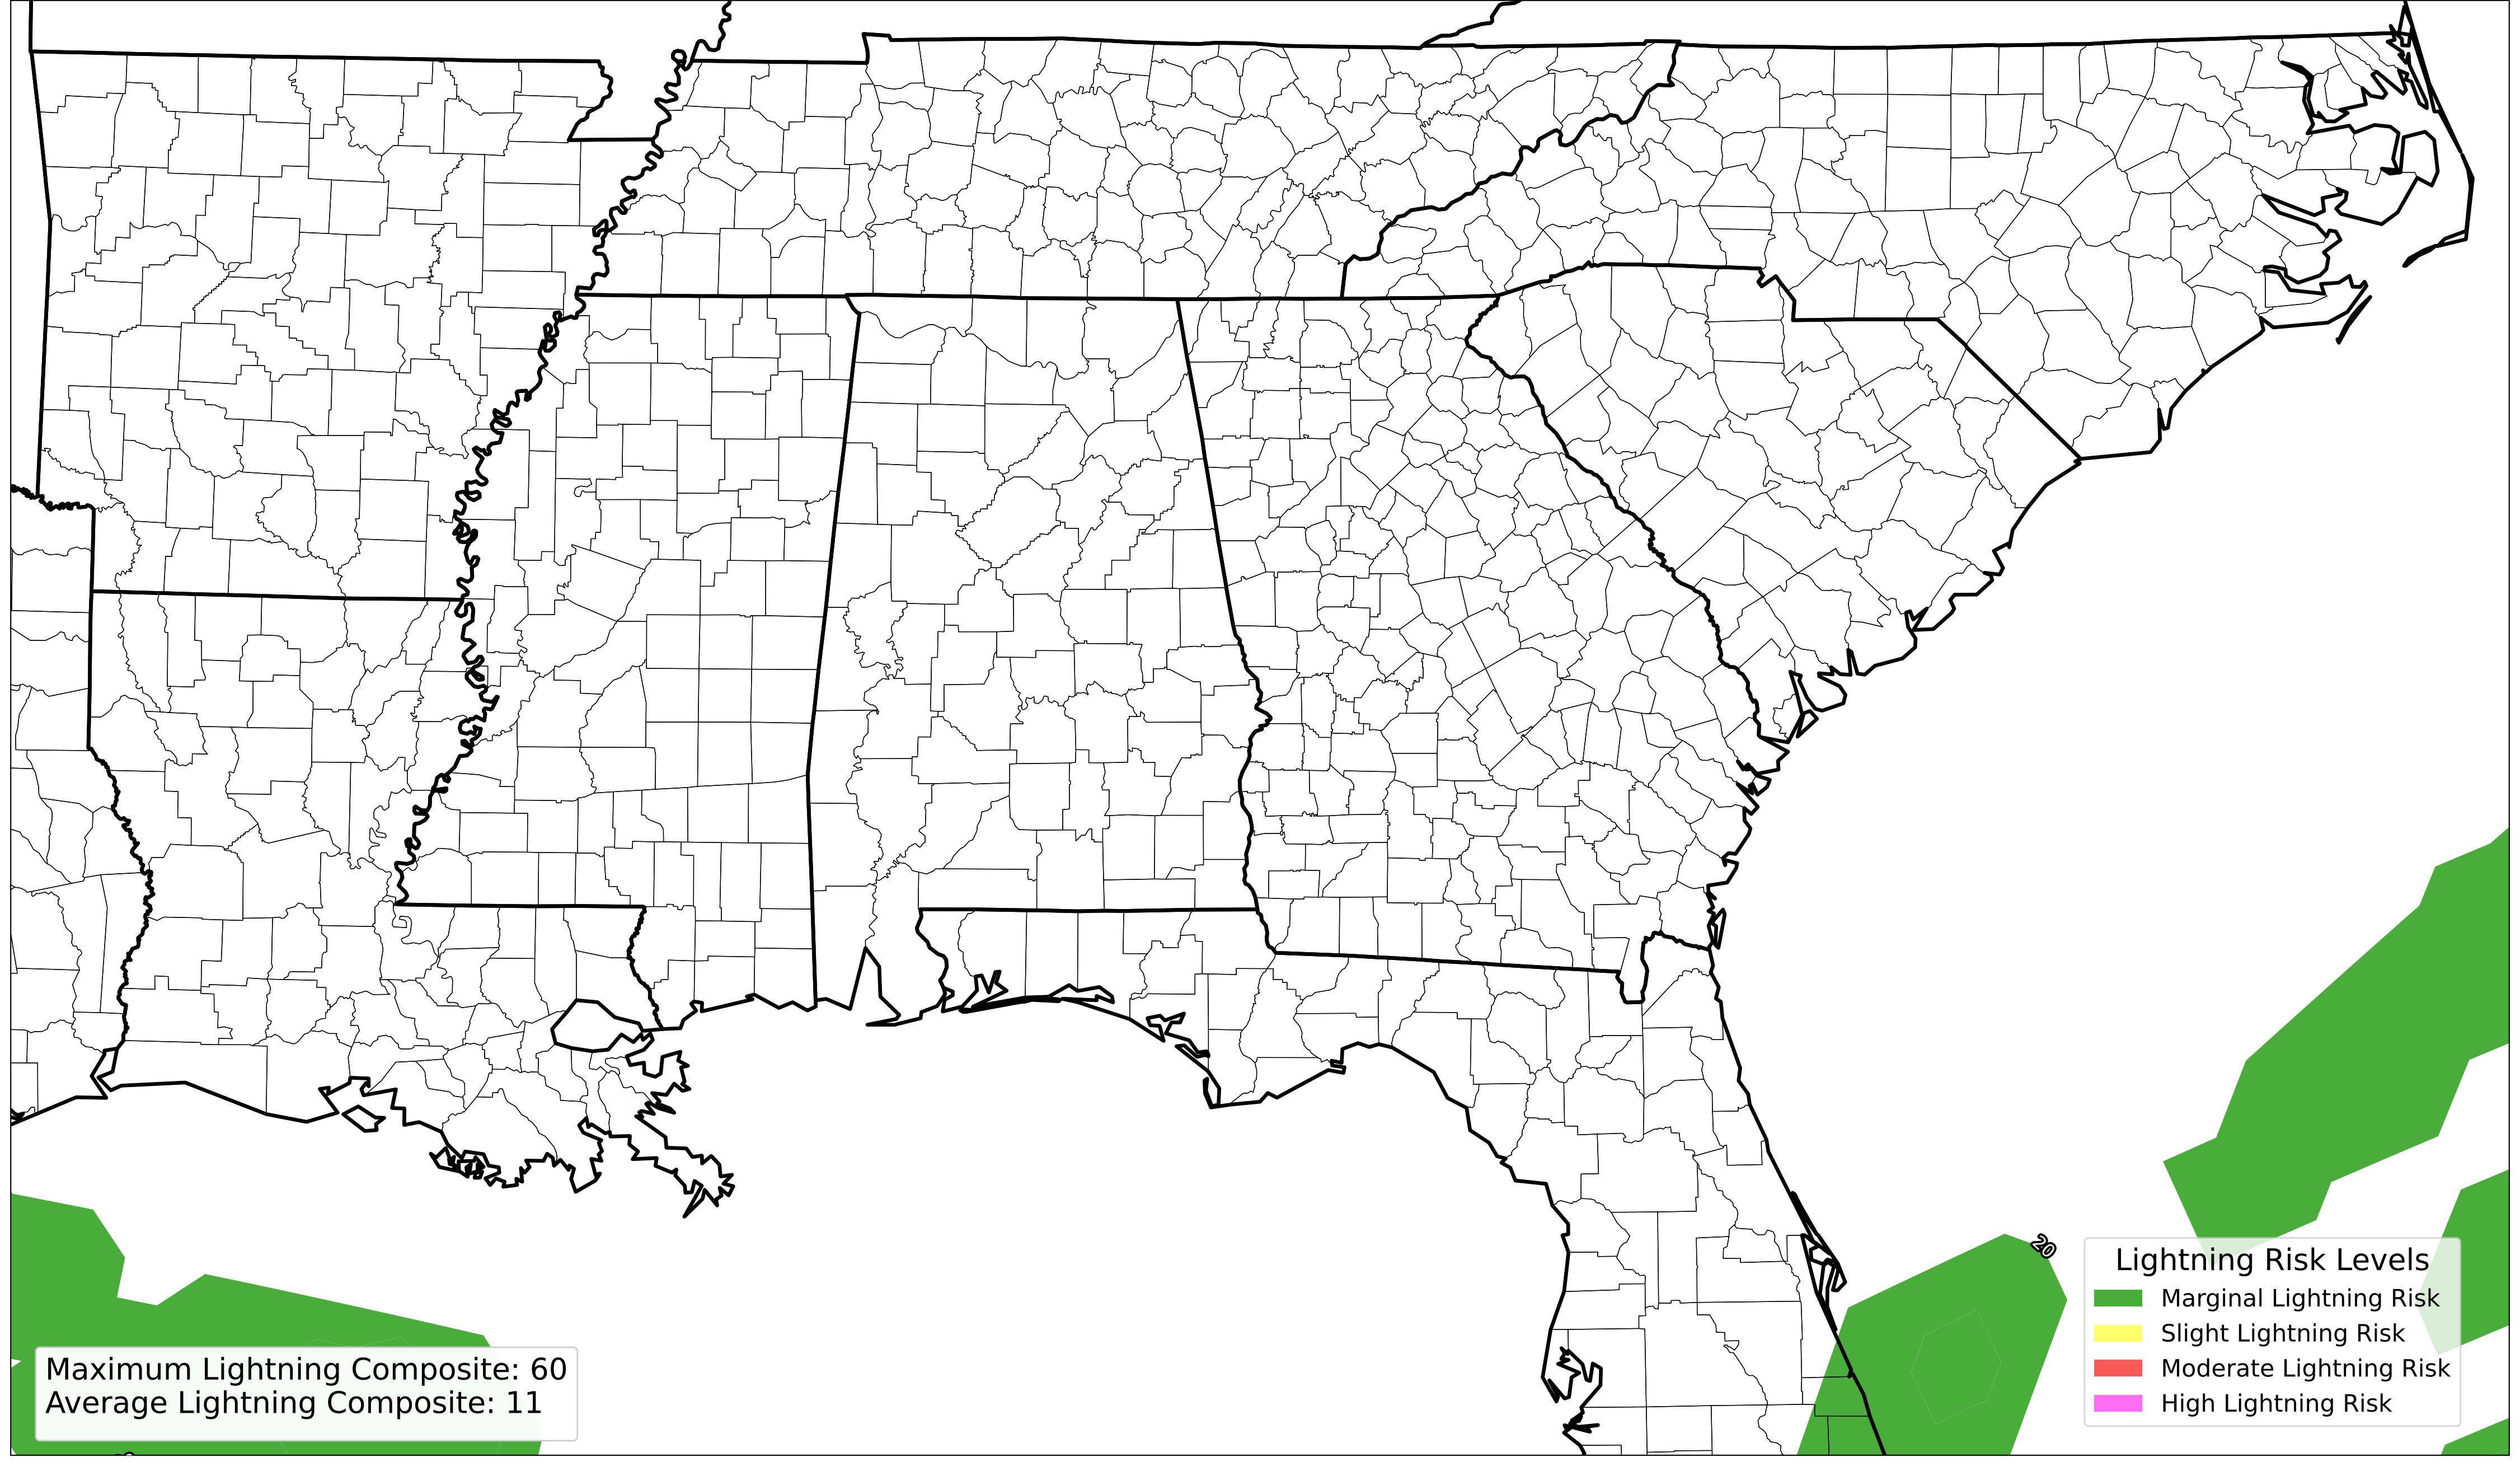 20
Lightning Risk Levels
Marginal Lightning Risk
Slight Lightning Risk
Moderate Lightning Risk
High Lightning Risk
Maximum Lightning Composite: 60
Average Lightning Composite: 11